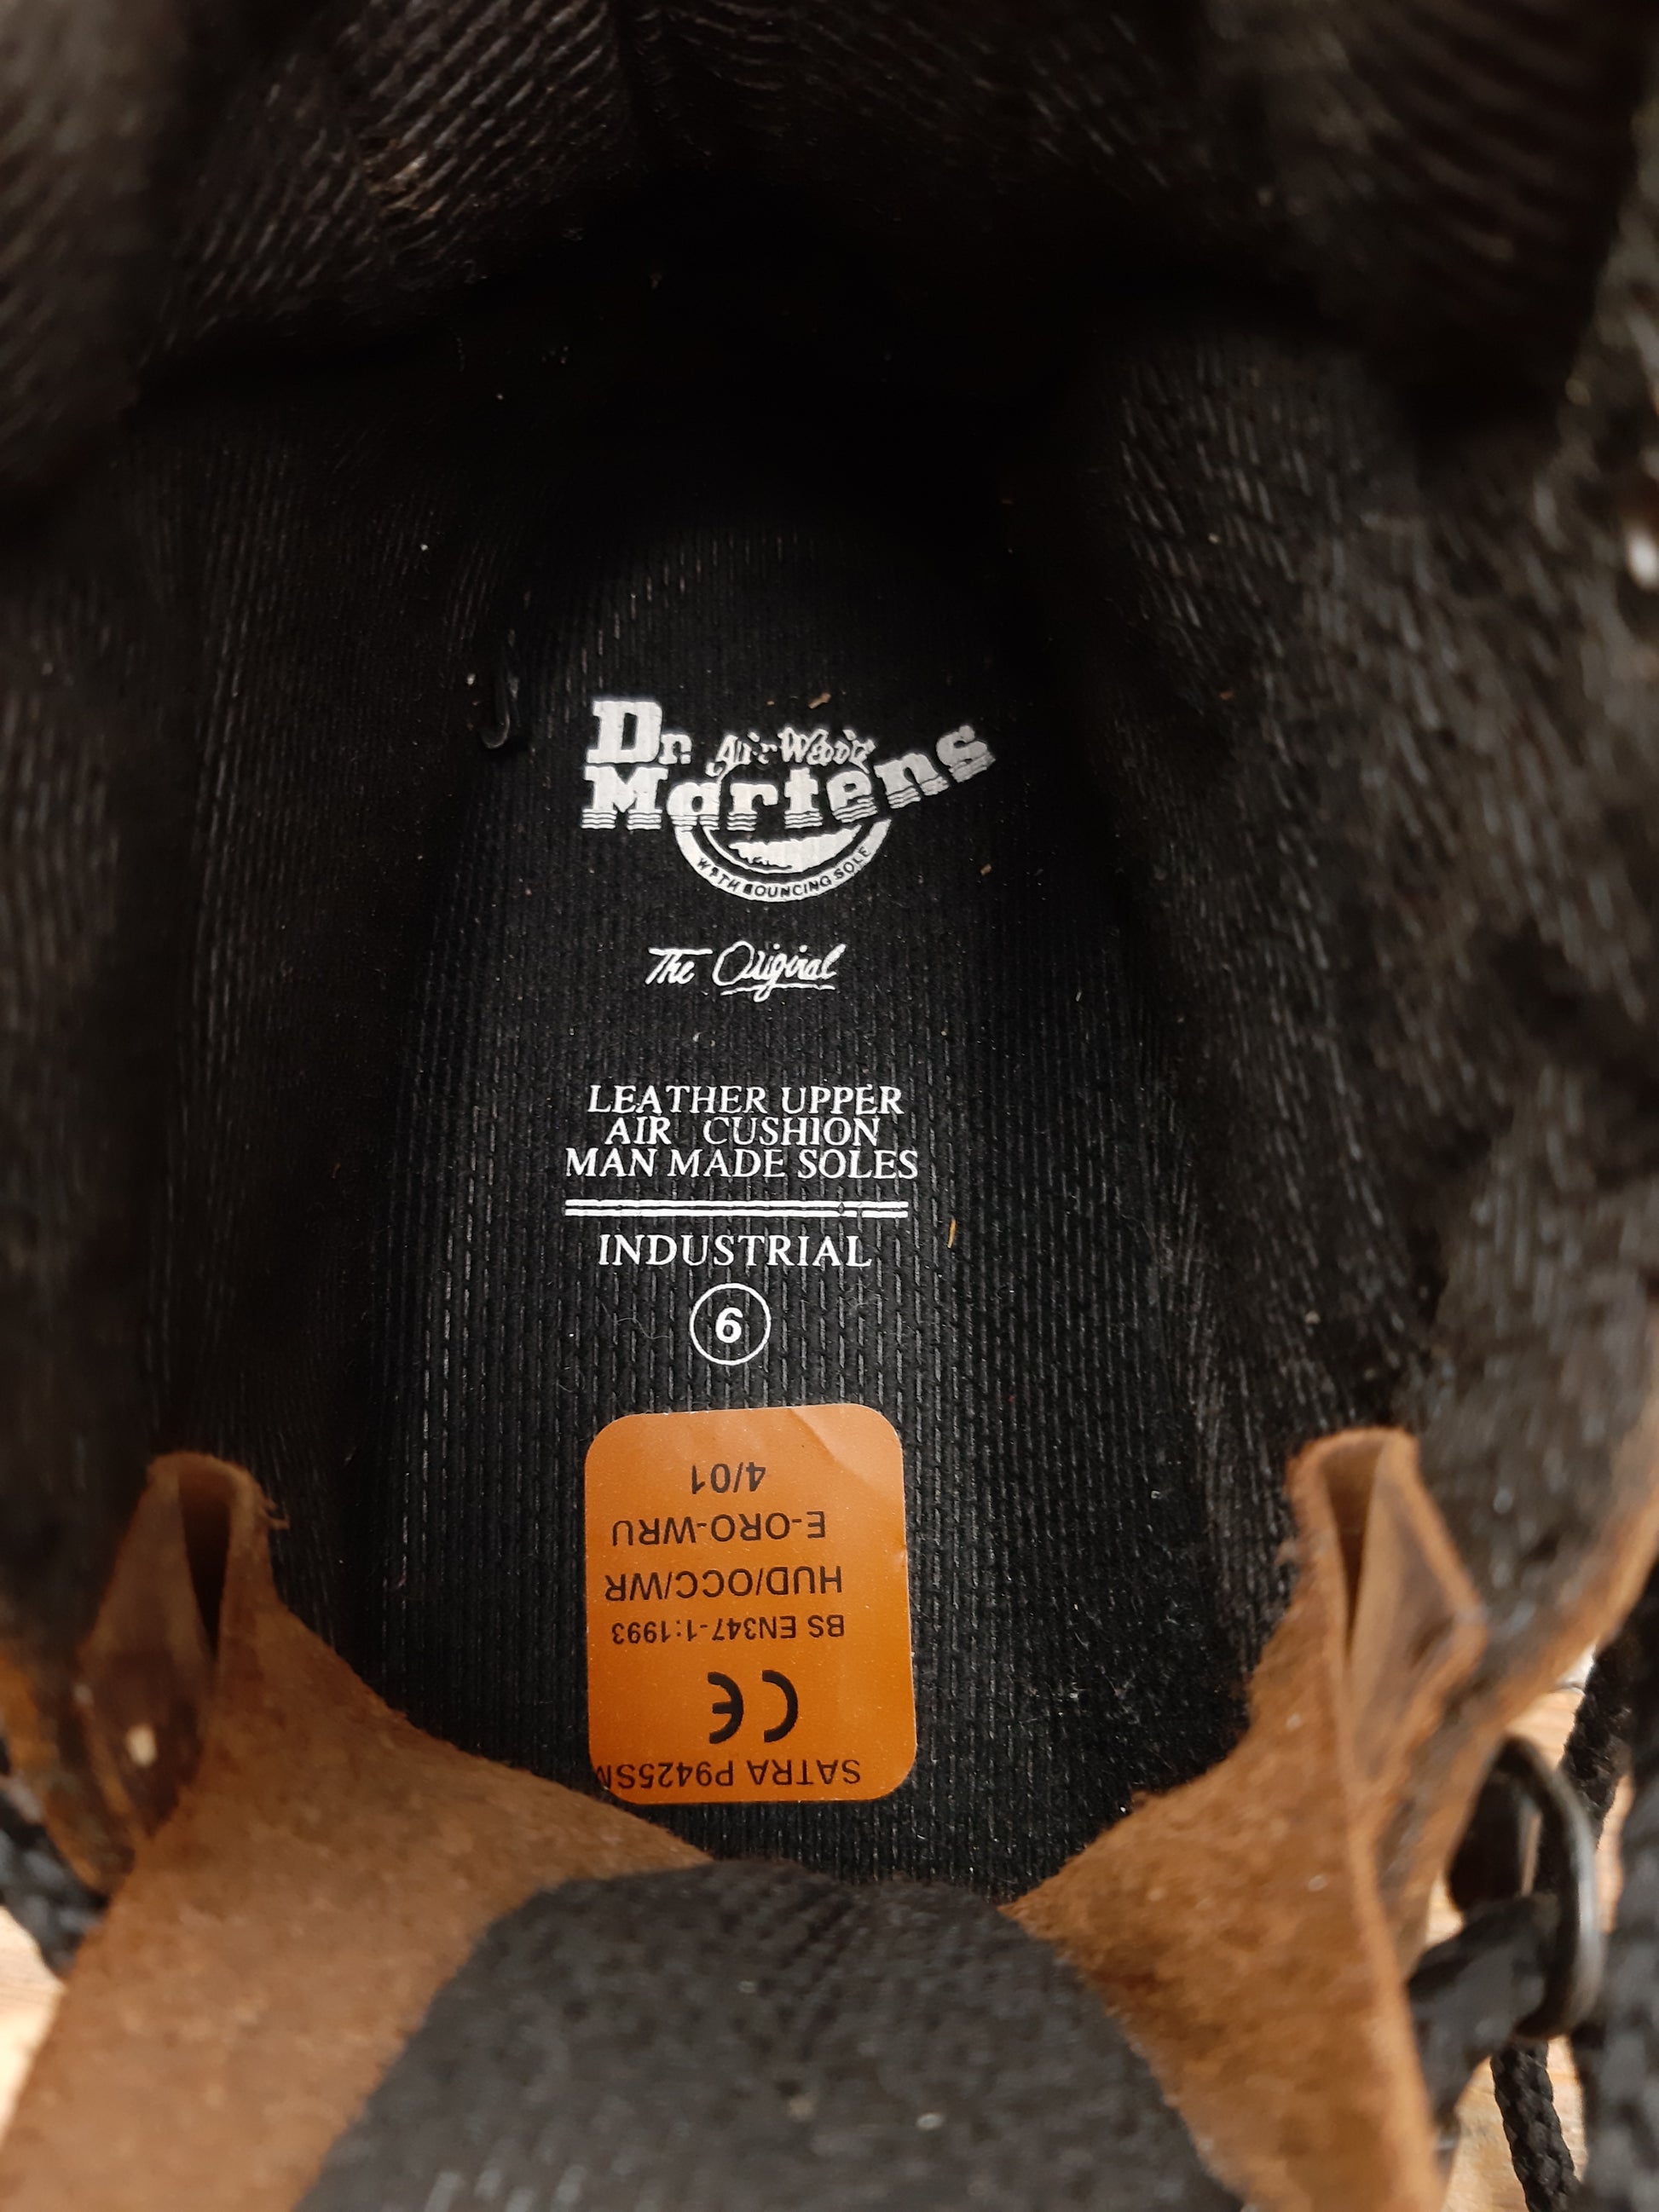 Dr. Air Wair
Martens
WITH BOUNCING SOLE
The Original
LEATHER UPPER
AIR CUSHION
MAN MADE SOLES
INDUSTRIAL
6
SATRA P9425SM
CE
BS EN347-1:1993
HUD/OCC/WR
E-ORO-WRU
4/01